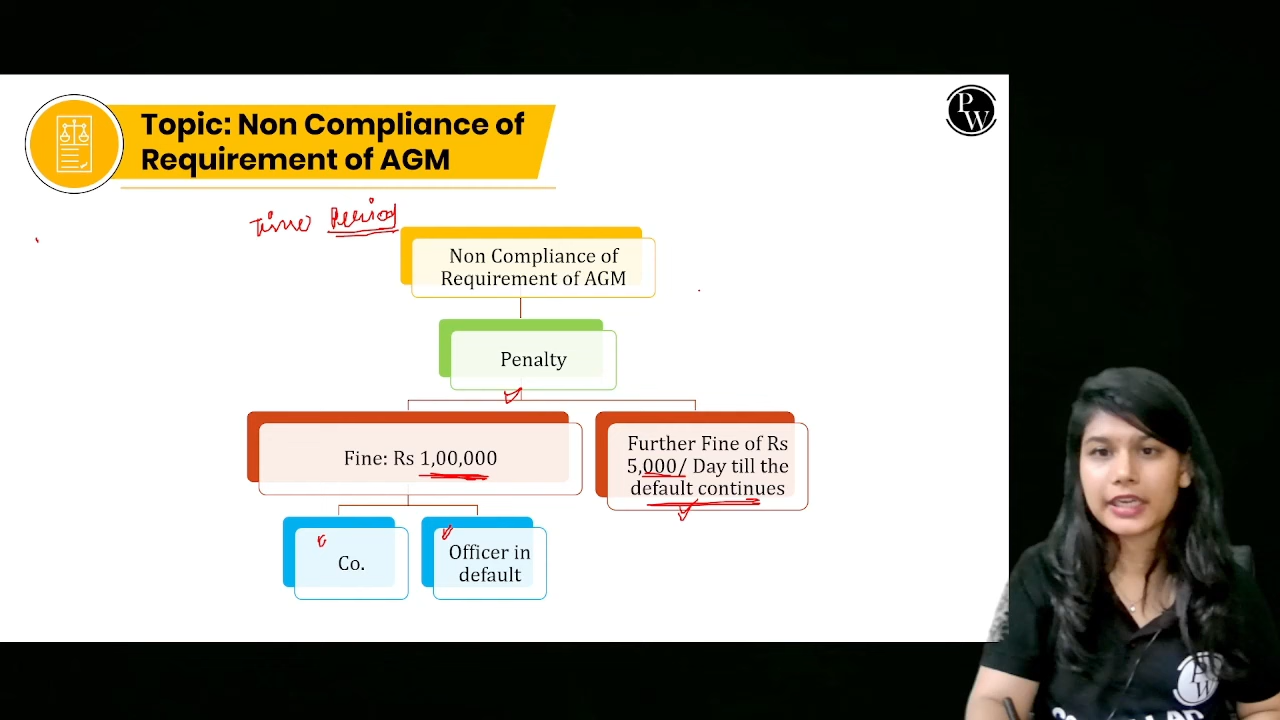 P
W
Topic: Non Compliance of
Requirement of AGM
Time Period
Non Compliance of
Requirement of AGM
Penalty
Fine: Rs 1,00,000
Further Fine of Rs
5,000/ Day till the
default continues
Co.
Officer in
default
P
W